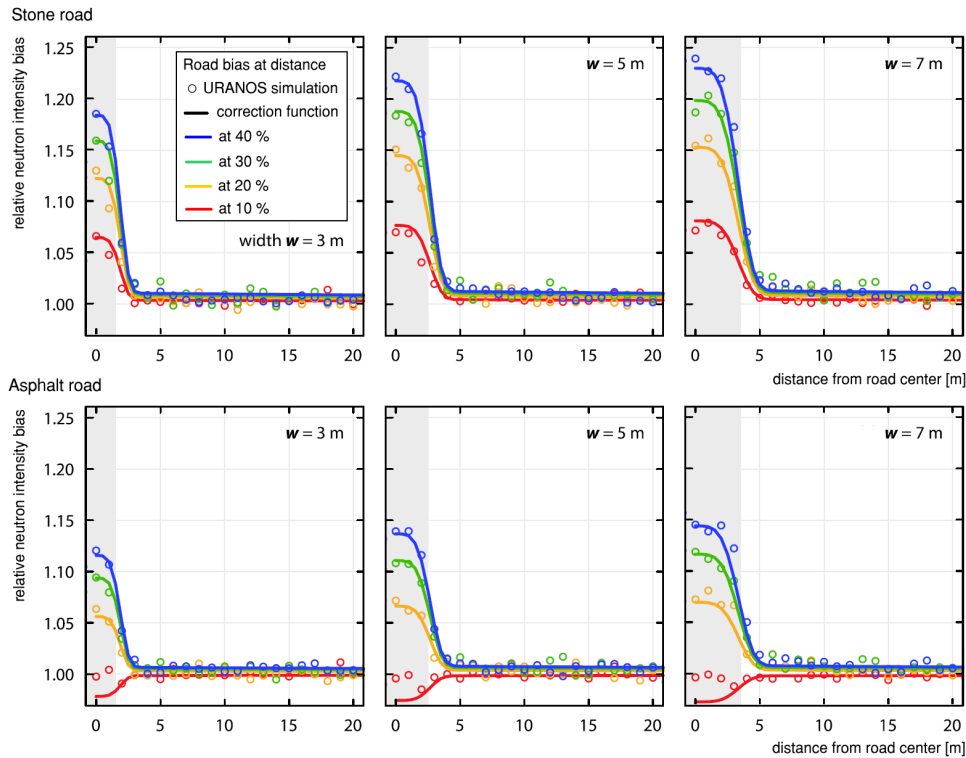 Stone road
relative neutron intensity bias
1.25
1.20
1.15
1.10
1.05
1.00
Road bias at distance
URANOS simulation
correction function
at 40 %
at 30 %
at 20 %
at 10 %
width w = 3 m
w = 5 m
w = 7 m
0 5 10 15 20
0 5 10 15 20
0 5 10 15 20
distance from road center [m]
Asphalt road
relative neutron intensity bias
1.25
1.20
1.15
1.10
1.05
1.00
w = 3 m
w = 5 m
w = 7 m
0 5 10 15 20
0 5 10 15 20
0 5 10 15 20
distance from road center [m]